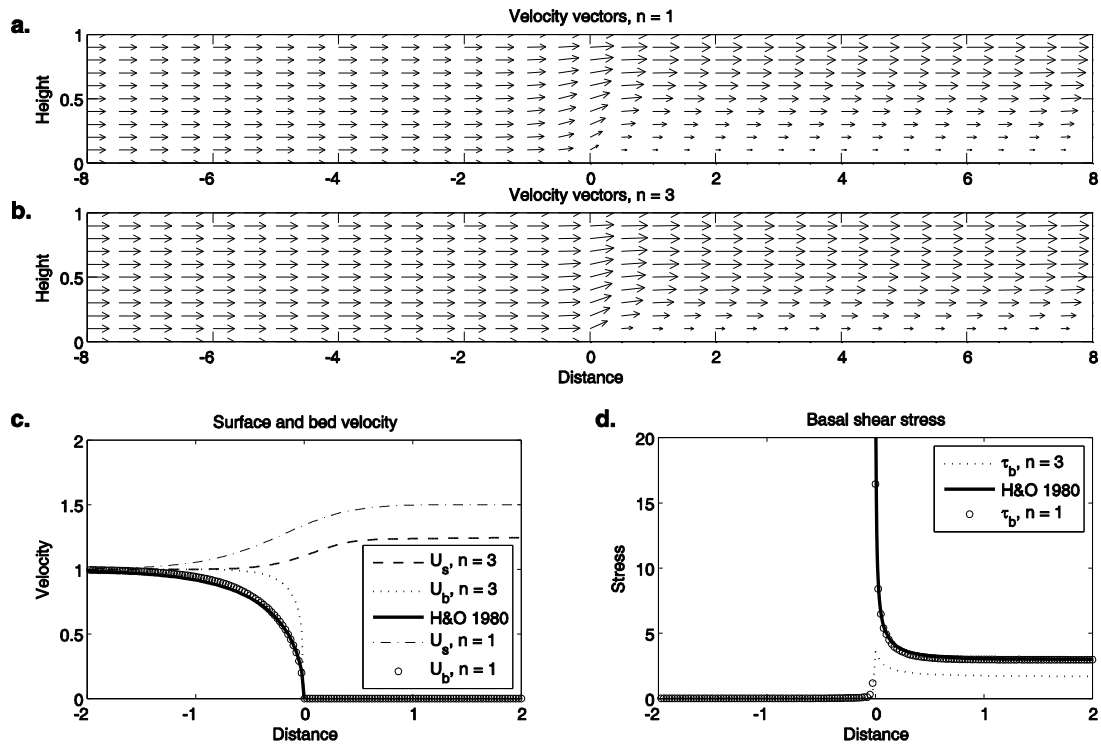 a.
Velocity vectors, n = 1
1
0.5
0
Height
-8
-6
-4
-2
0
2
4
6
8
b.
Velocity vectors, n = 3
1
0.5
0
Height
-8
-6
-4
-2
0
2
4
6
8
Distance
c.
Surface and bed velocity
2
1.5
1
0.5
0
Velocity
U_s, n = 3
U_b, n = 3
H&O 1980
U_s, n = 1
U_b, n = 1
-2
-1
0
1
2
Distance
d.
Basal shear stress
20
15
10
5
0
Stress
τ_b, n = 3
H&O 1980
τ_b, n = 1
-2
-1
0
1
2
Distance